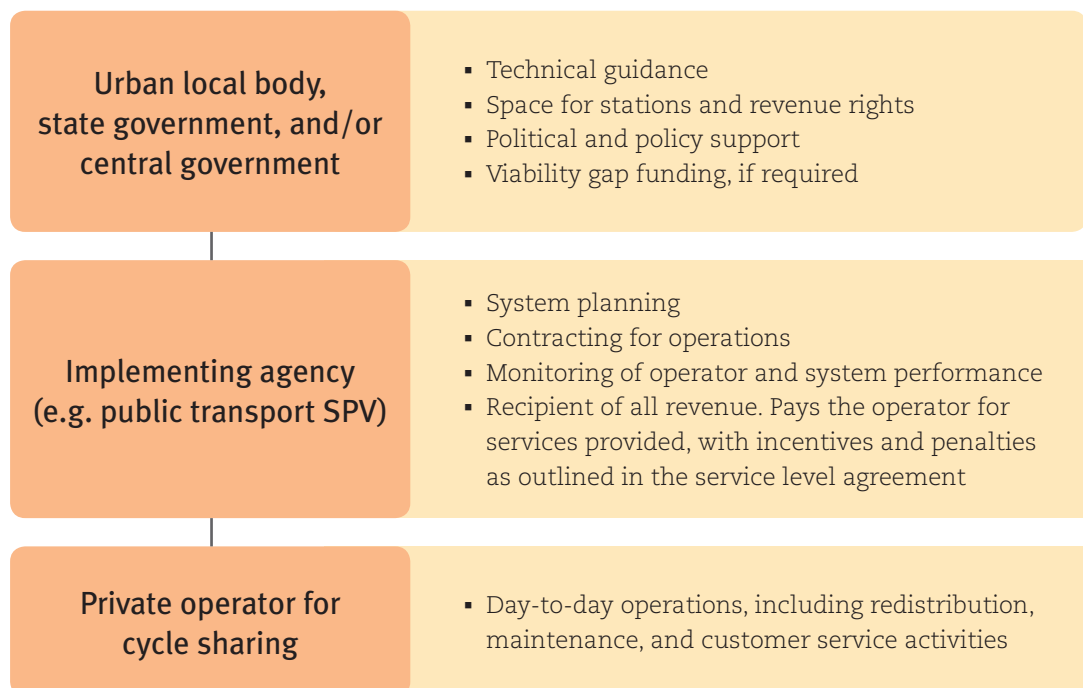 Urban local body,
state government, and/or
central government
▪ Technical guidance
▪ Space for stations and revenue rights
▪ Political and policy support
▪ Viability gap funding, if required
Implementing agency
(e.g. public transport SPV)
▪ System planning
▪ Contracting for operations
▪ Monitoring of operator and system performance
▪ Recipient of all revenue. Pays the operator for
services provided, with incentives and penalties
as outlined in the service level agreement
Private operator for
cycle sharing
▪ Day-to-day operations, including redistribution,
maintenance, and customer service activities